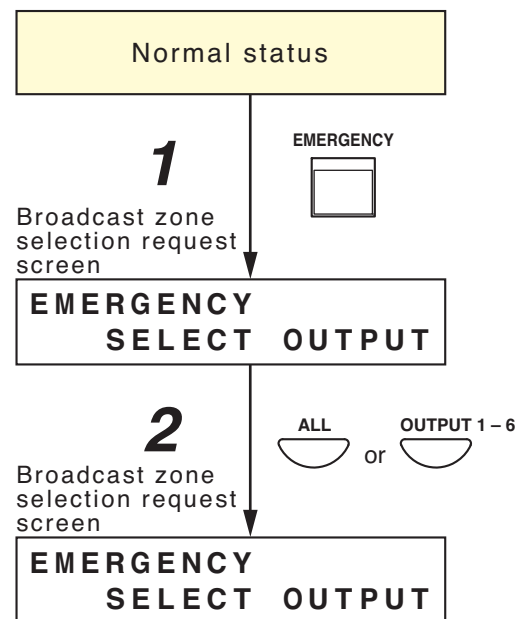 Normal status
1
EMERGENCY
Broadcast zone
selection request
screen
EMERGENCY
SELECT OUTPUT
2
ALL
or
OUTPUT 1 – 6
Broadcast zone
selection request
screen
EMERGENCY
SELECT OUTPUT